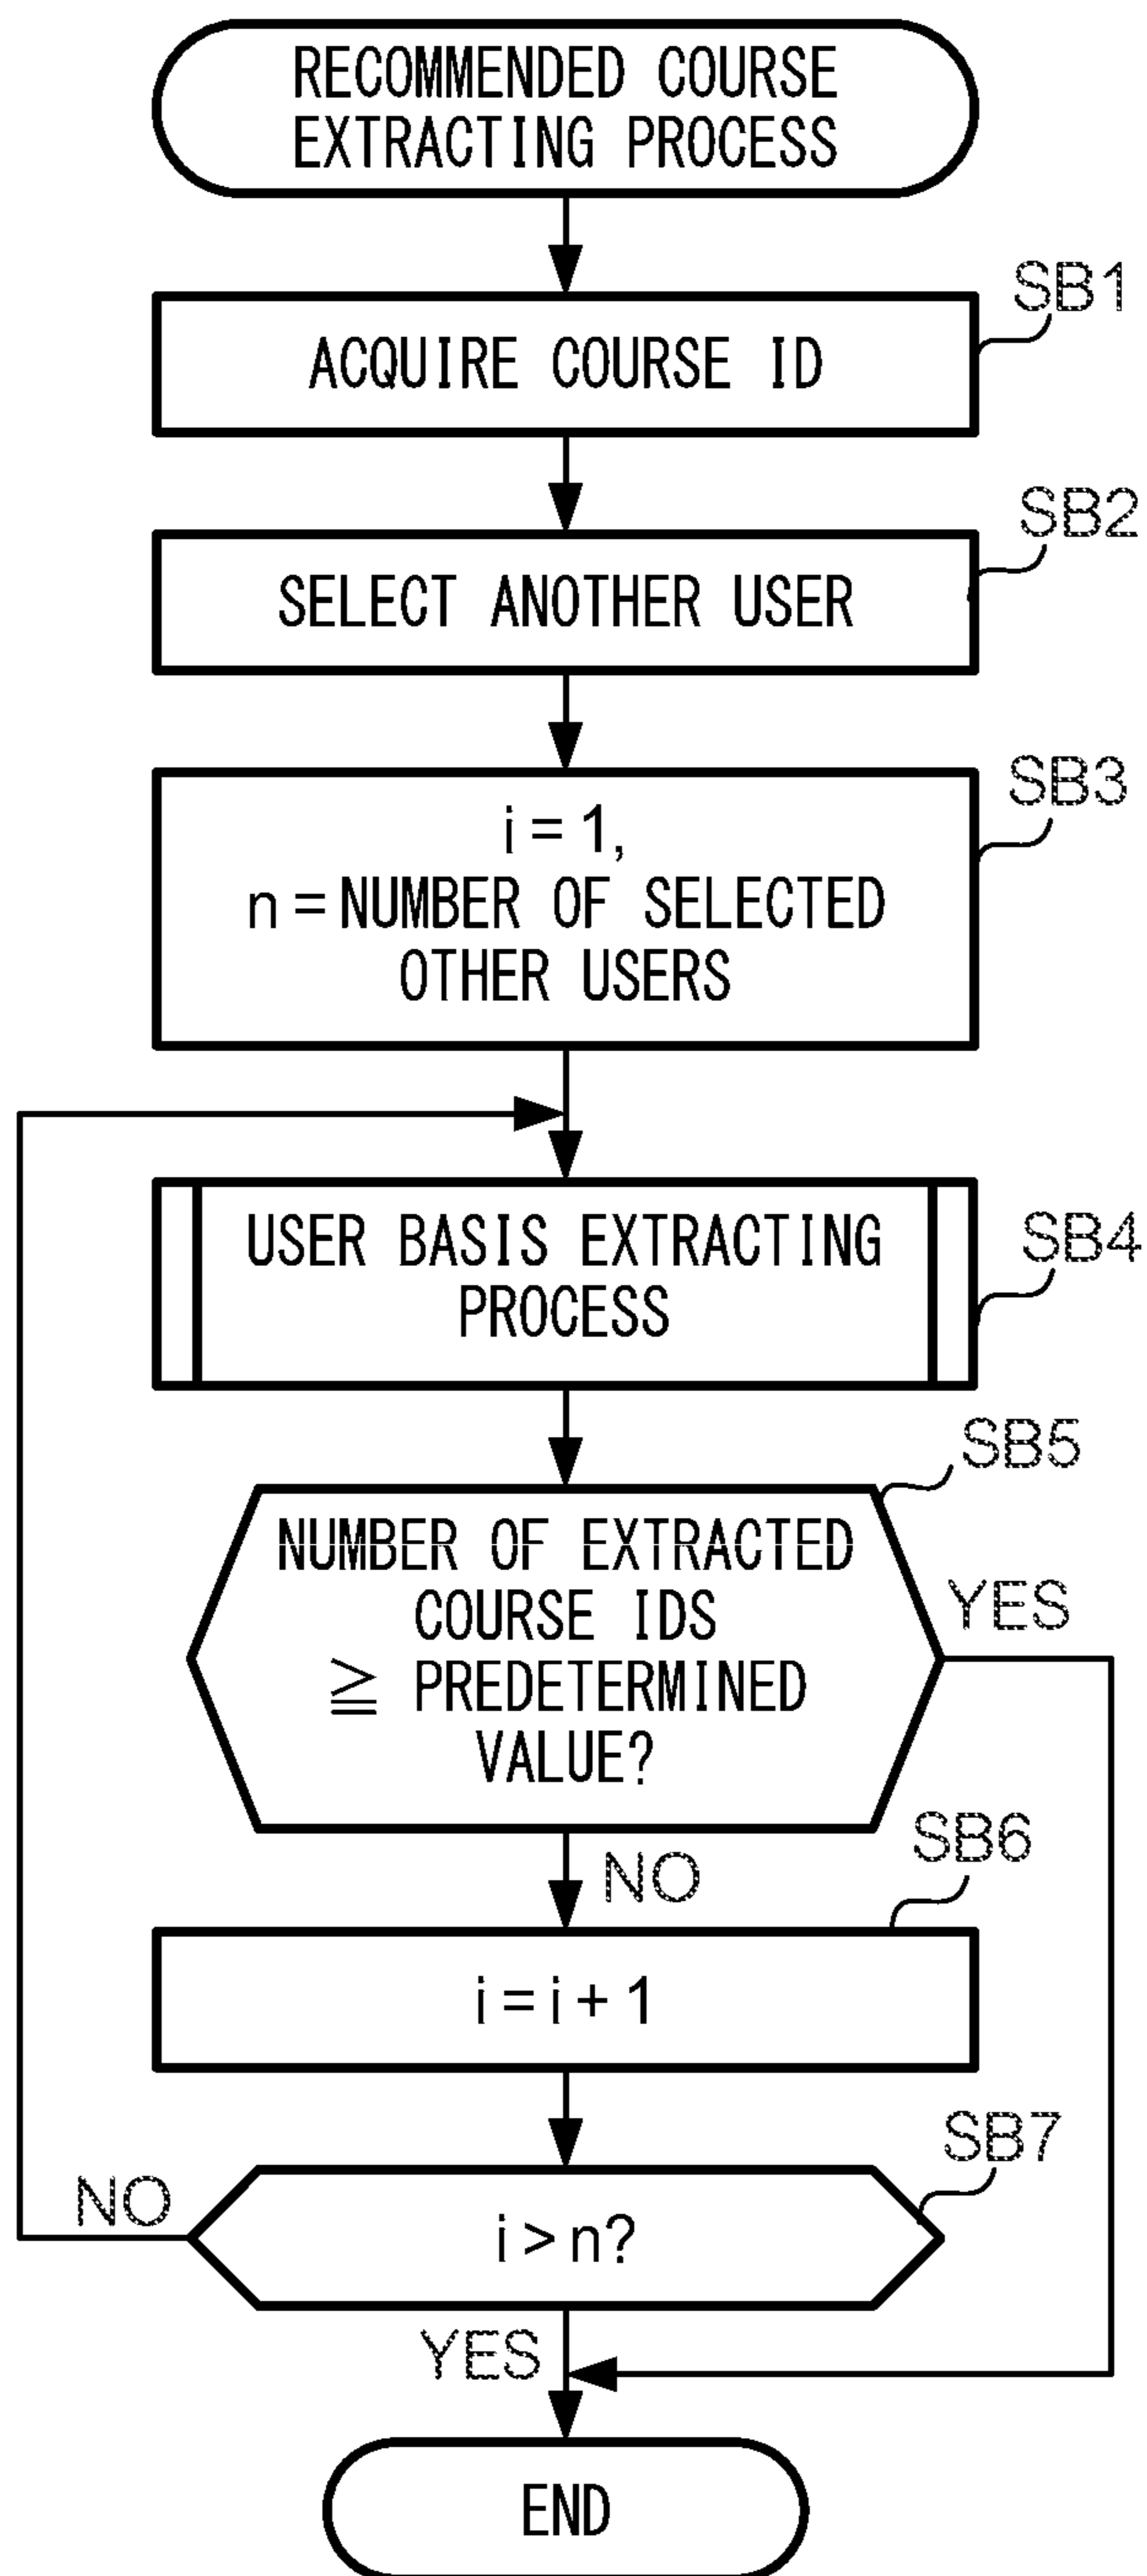 RECOMMENDED COURSE
EXTRACTING PROCESS
SB1
ACQUIRE COURSE ID
SB2
SELECT ANOTHER USER
SB3
i = 1,
n = NUMBER OF SELECTED
OTHER USERS
USER BASIS EXTRACTING
PROCESS
SB4
SB5
NUMBER OF EXTRACTED
COURSE IDS
≧ PREDETERMINED
VALUE?
YES
NO
SB6
i = i + 1
SB7
NO
i > n?
YES
END